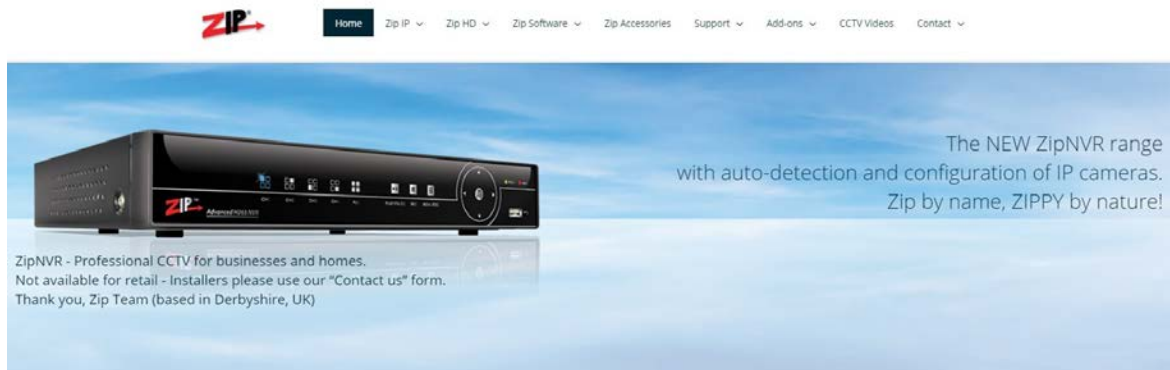 ZIP
Home Zip IP Zip HD Zip Software Zip Accessories Support Add-ons CCTV Videos Contact
The NEW ZipNVR range
with auto-detection and configuration of IP cameras.
Zip by name, ZIPPY by nature!
ZIP
ZipNVR - Professional CCTV for businesses and homes.
Not available for retail - Installers please use our "Contact us" form.
Thank you, Zip Team (based in Derbyshire, UK)